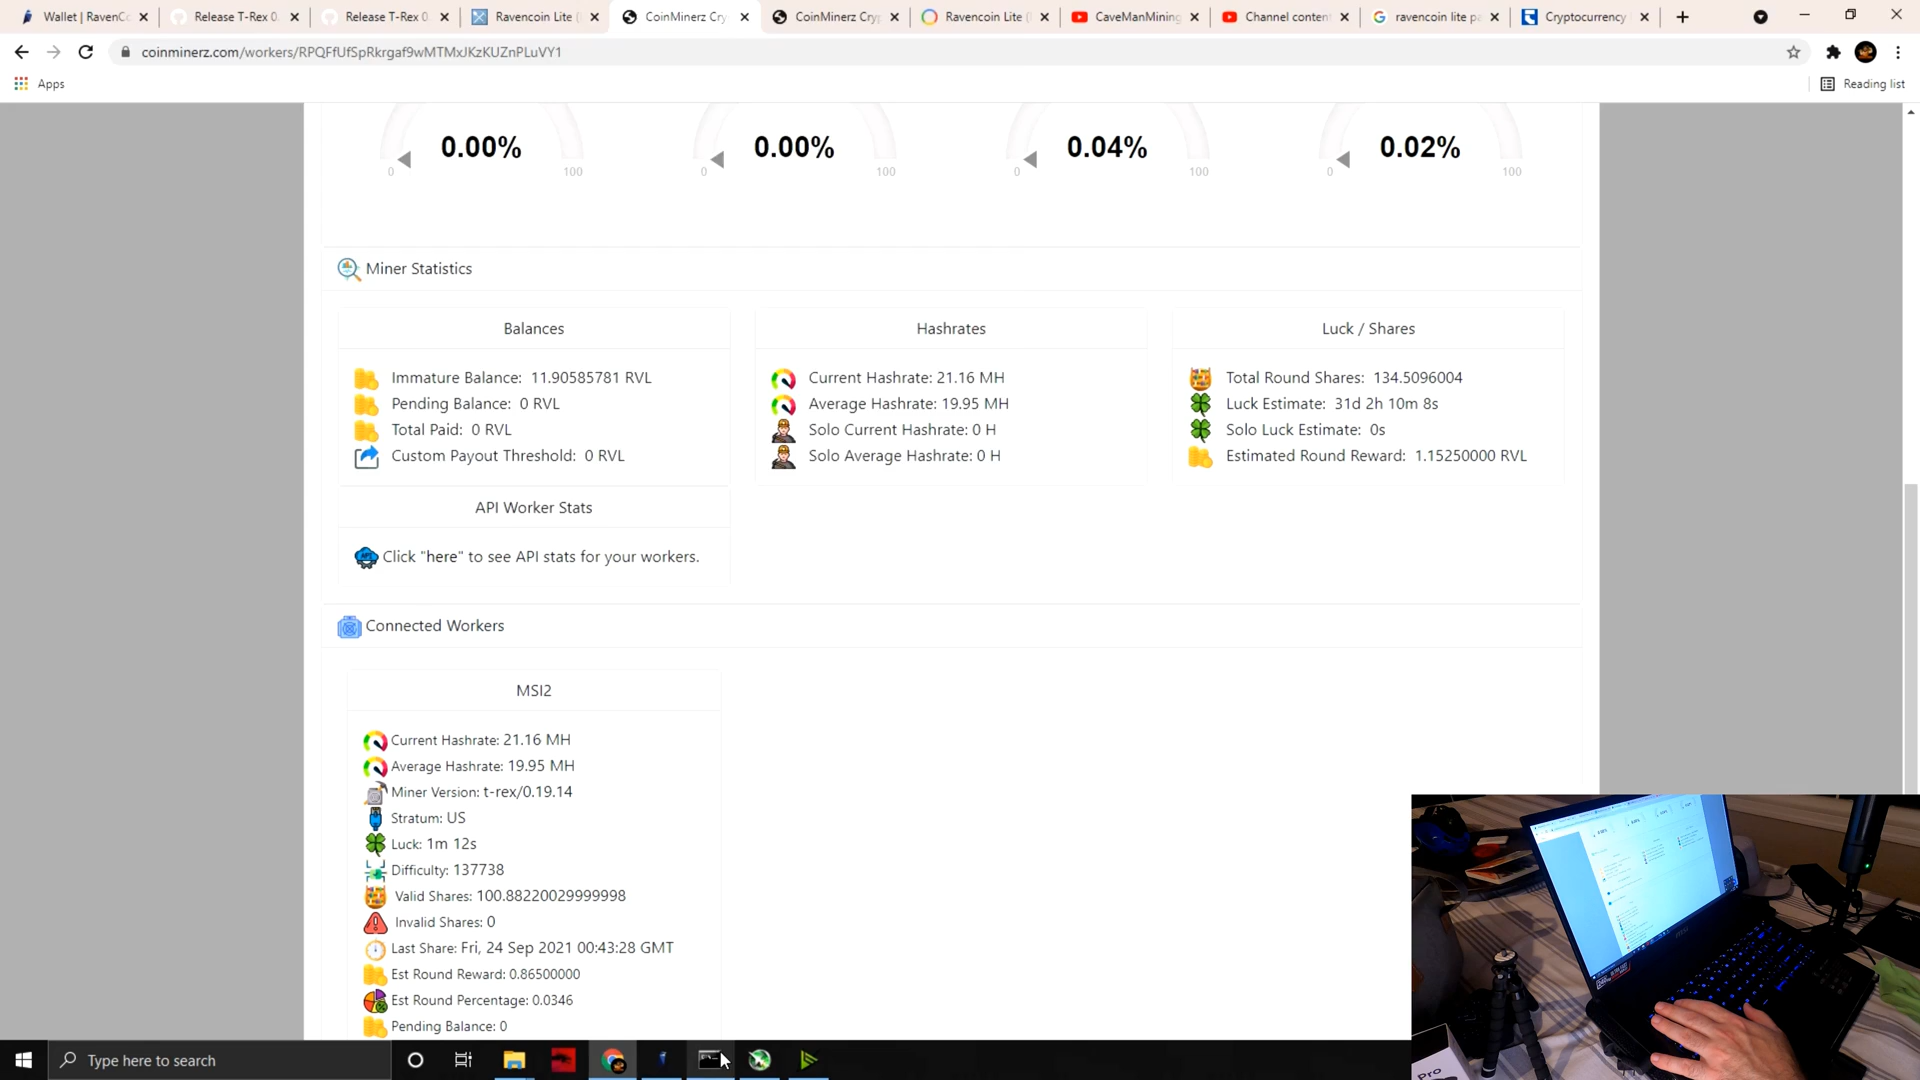 Wallet | RavenCo
Release T-Rex 0.
Release T-Rex 0.
Ravencoin Lite (
CoinMinerz Cry
CoinMinerz Cryp
Ravencoin Lite (
CaveManMining
Channel content
ravencoin lite pa
Cryptocurrency
coinminerz.com/workers/RPQFfUfSpRkrgaf9wMTMxJKzKUZnPLuVY1
Apps
Reading list
0.00%
0 100
0.00%
0 100
0.04%
0 100
0.02%
0 100
Miner Statistics
Balances
Immature Balance: 11.90585781 RVL
Pending Balance: 0 RVL
Total Paid: 0 RVL
Custom Payout Threshold: 0 RVL
Hashrates
Current Hashrate: 21.16 MH
Average Hashrate: 19.95 MH
Solo Current Hashrate: 0 H
Solo Average Hashrate: 0 H
Luck / Shares
Total Round Shares: 134.5096004
Luck Estimate: 31d 2h 10m 8s
Solo Luck Estimate: 0s
Estimated Round Reward: 1.15250000 RVL
API Worker Stats
Click "here" to see API stats for your workers.
Connected Workers
MSI2
Current Hashrate: 21.16 MH
Average Hashrate: 19.95 MH
Miner Version: t-rex/0.19.14
Stratum: US
Luck: 1m 12s
Difficulty: 137738
Valid Shares: 100.88220029999998
Invalid Shares: 0
Last Share: Fri, 24 Sep 2021 00:43:28 GMT
Est Round Reward: 0.86500000
Est Round Percentage: 0.0346
Pending Balance: 0
Type here to search
Pro